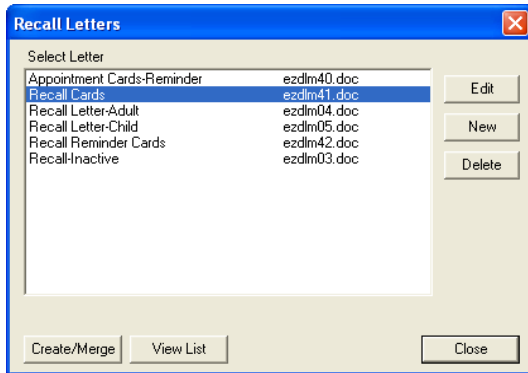 Recall Letters
Select Letter
Appointment Cards-Reminder ezdlm40.doc
Recall Cards ezdlm41.doc
Recall Letter-Adult ezdlm04.doc
Recall Letter-Child ezdlm05.doc
Recall Reminder Cards ezdlm42.doc
Recall-Inactive ezdlm03.doc
Edit
New
Delete
Create/Merge View List Close